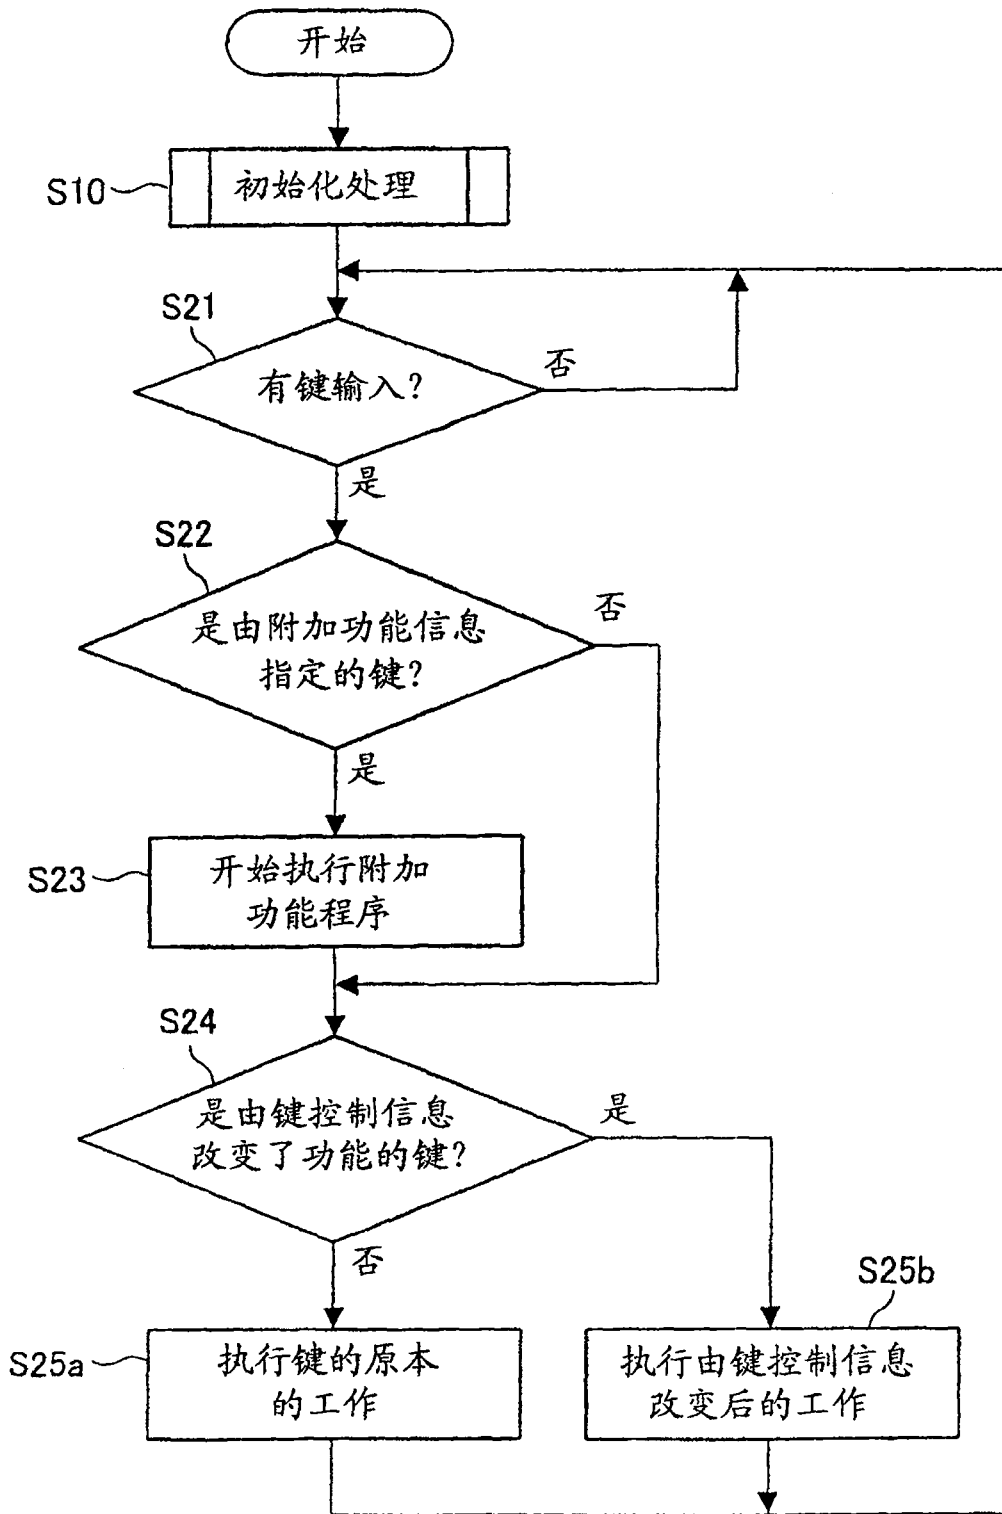 开始
S10
初始化处理
S21
有键输入?
否
是
S22
是由附加功能信息
指定的键?
否
是
S23
开始执行附加
功能程序
S24
是由键控制信息
改变了功能的键?
是
否
S25a
执行键的原本
的工作
S25b
执行由键控制信息
改变后的工作